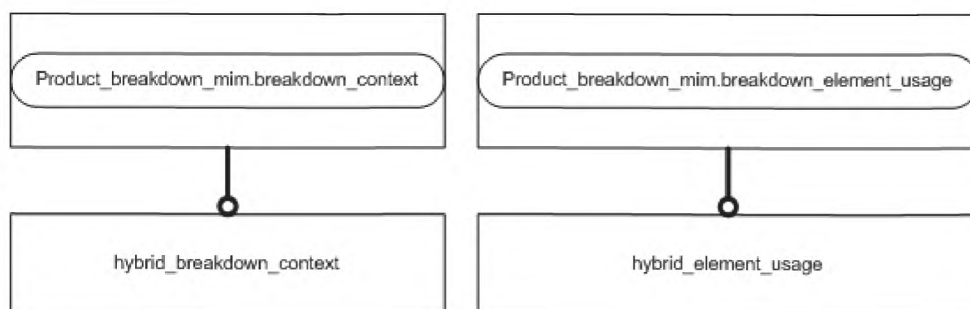 Product_breakdown_mim.breakdown_context
Product_breakdown_mim.breakdown_element_usage
hybrid_breakdown_context
hybrid_element_usage